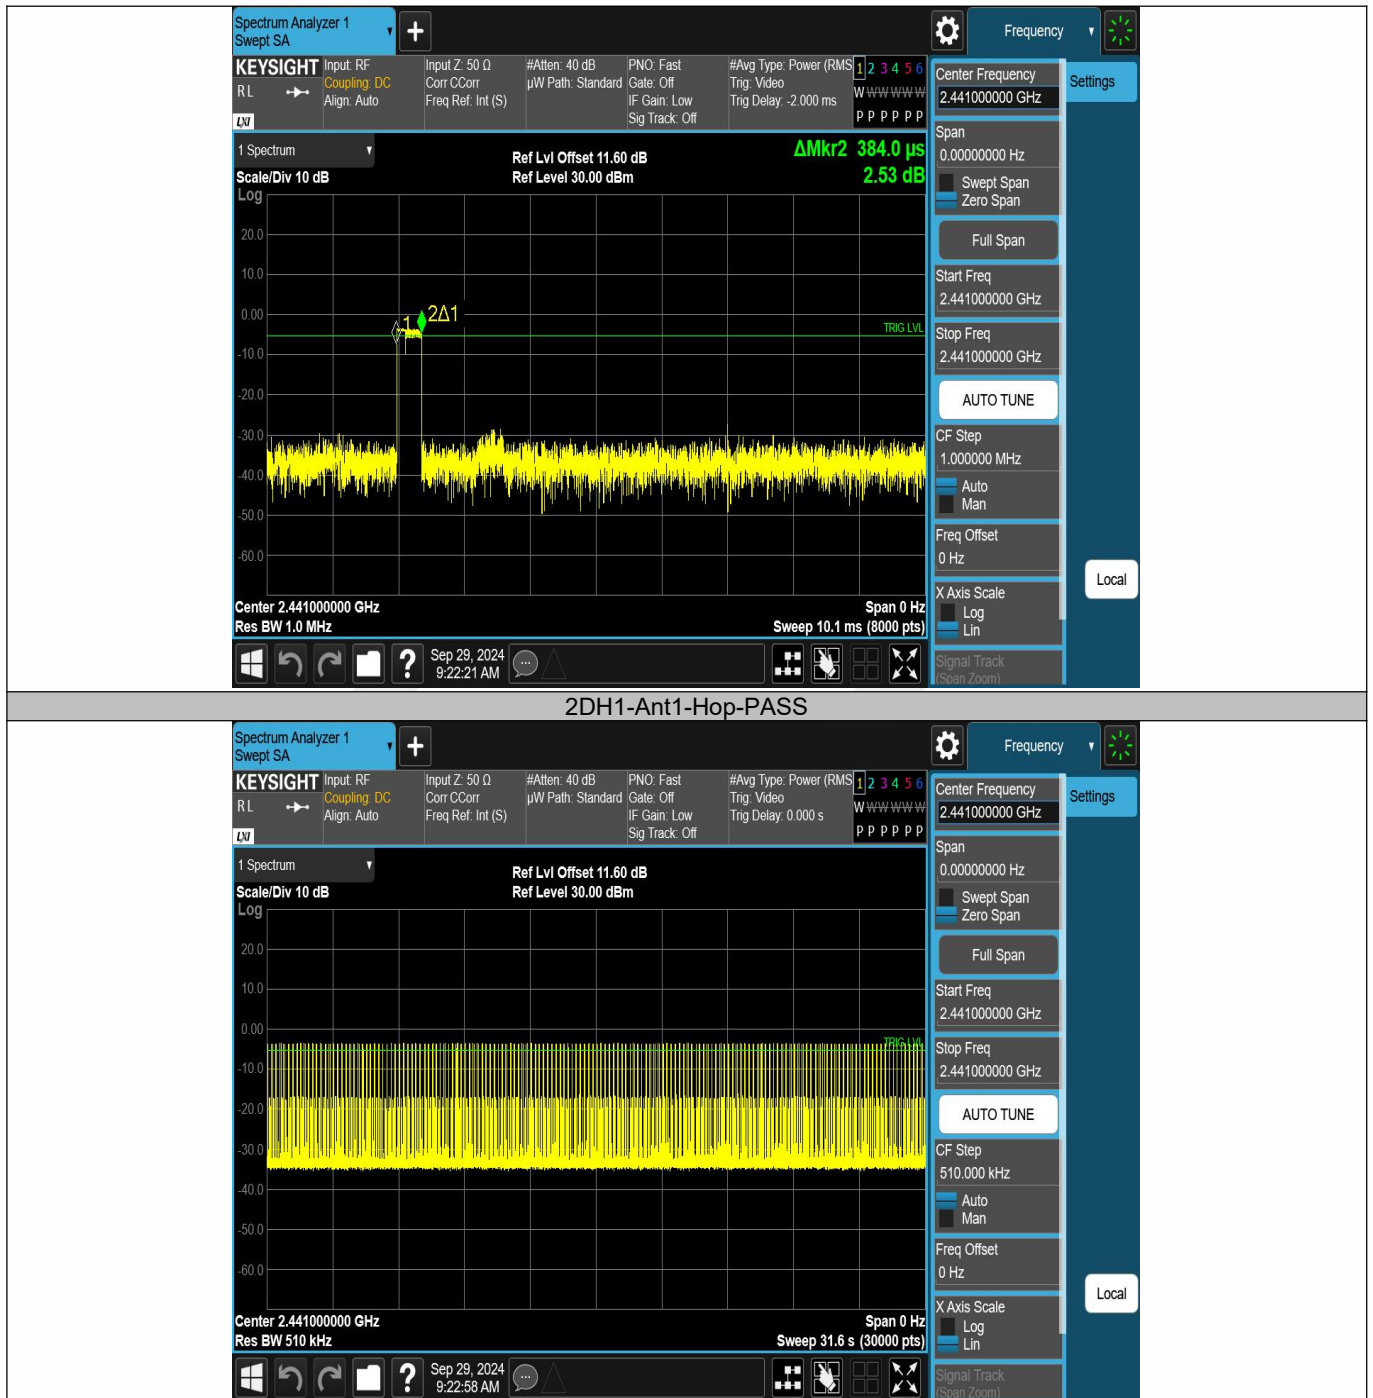 Spectrum Analyzer 1
Swept SA
+
Frequency
KEYSIGHT
RL
LXI
Input: RF
Coupling: DC
Align: Auto
Input Z: 50 Ω
Corr CCorr
Freq Ref: Int (S)
#Atten: 40 dB
µW Path: Standard
PNO: Fast
Gate: Off
IF Gain: Low
Sig Track: Off
#Avg Type: Power (RMS
Trig: Video
Trig Delay: -2.000 ms
1 2 3 4 5 6
W W W W W W
P P P P P P
1 Spectrum
Scale/Div 10 dB
Ref Lvl Offset 11.60 dB
Ref Level 30.00 dBm
ΔMkr2 384.0 µs
2.53 dB
Log
20.0
10.0
0.00
-10.0
-20.0
-30.0
-40.0
-50.0
-60.0
1
2Δ1
TRIG LVL
Center 2.441000000 GHz
Res BW 1.0 MHz
Span 0 Hz
Sweep 10.1 ms (8000 pts)
Center Frequency
2.441000000 GHz
Settings
Span
0.00000000 Hz
Swept Span
Zero Span
Full Span
Start Freq
2.441000000 GHz
Stop Freq
2.441000000 GHz
AUTO TUNE
CF Step
1.000000 MHz
Auto
Man
Freq Offset
0 Hz
X Axis Scale
Log
Lin
Signal Track
(Span Zoom)
Local
?
Sep 29, 2024
9:22:21 AM
2DH1-Ant1-Hop-PASS
Spectrum Analyzer 1
Swept SA
+
Frequency
KEYSIGHT
RL
LXI
Input: RF
Coupling: DC
Align: Auto
Input Z: 50 Ω
Corr CCorr
Freq Ref: Int (S)
#Atten: 40 dB
µW Path: Standard
PNO: Fast
Gate: Off
IF Gain: Low
Sig Track: Off
#Avg Type: Power (RMS
Trig: Video
Trig Delay: 0.000 s
1 2 3 4 5 6
W W W W W W
P P P P P P
1 Spectrum
Scale/Div 10 dB
Ref Lvl Offset 11.60 dB
Ref Level 30.00 dBm
Log
20.0
10.0
0.00
-10.0
-20.0
-30.0
-40.0
-50.0
-60.0
TRIG LVL
Center 2.441000000 GHz
Res BW 510 kHz
Span 0 Hz
Sweep 31.6 s (30000 pts)
Center Frequency
2.441000000 GHz
Settings
Span
0.00000000 Hz
Swept Span
Zero Span
Full Span
Start Freq
2.441000000 GHz
Stop Freq
2.441000000 GHz
AUTO TUNE
CF Step
510.000 kHz
Auto
Man
Freq Offset
0 Hz
X Axis Scale
Log
Lin
Signal Track
(Span Zoom)
Local
?
Sep 29, 2024
9:22:58 AM